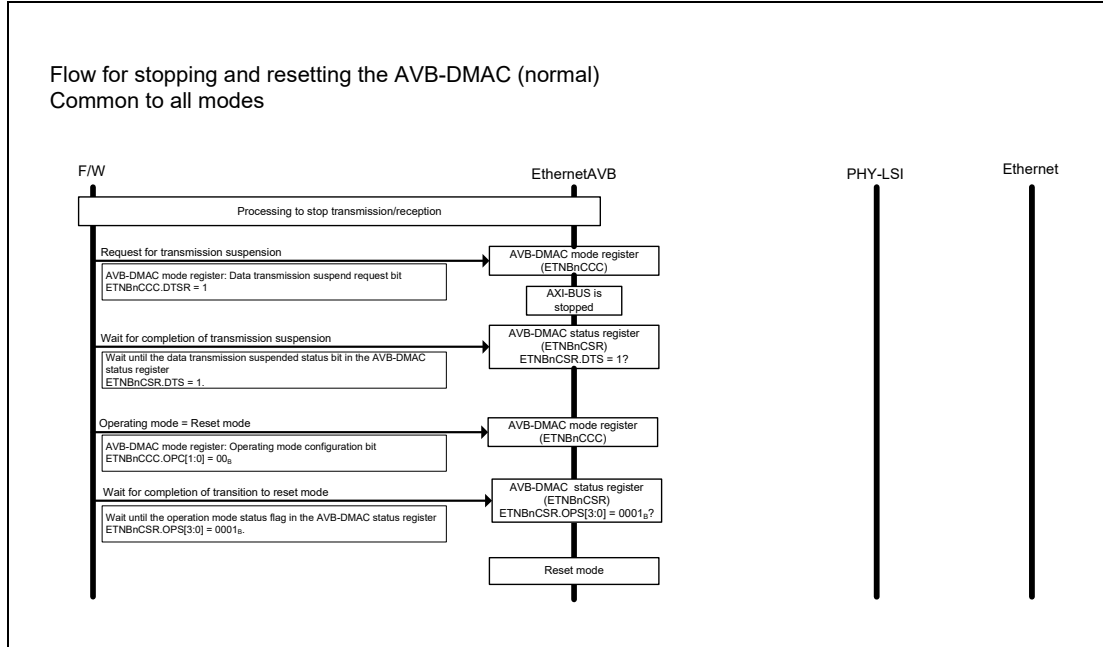 Flow for stopping and resetting the AVB-DMAC (normal)
Common to all modes
F/W
EthernetAVB
PHY-LSI
Ethernet
Processing to stop transmission/reception
Request for transmission suspension
AVB-DMAC mode register: Data transmission suspend request bit
ETNBnCCC.DTSR = 1
AVB-DMAC mode register
(ETNBnCCC)
AXI-BUS is
stopped
Wait for completion of transmission suspension
Wait until the data transmission suspended status bit in the AVB-DMAC
status register
ETNBnCSR.DTS = 1.
AVB-DMAC status register
(ETNBnCSR)
ETNBnCSR.DTS = 1?
Operating mode = Reset mode
AVB-DMAC mode register: Operating mode configuration bit
ETNBnCCC.OPC[1:0] = 00B
AVB-DMAC mode register
(ETNBnCCC)
Wait for completion of transition to reset mode
Wait until the operation mode status flag in the AVB-DMAC status register
ETNBnCSR.OPS[3:0] = 0001B.
AVB-DMAC status register
(ETNBnCSR)
ETNBnCSR.OPS[3:0] = 0001B?
Reset mode